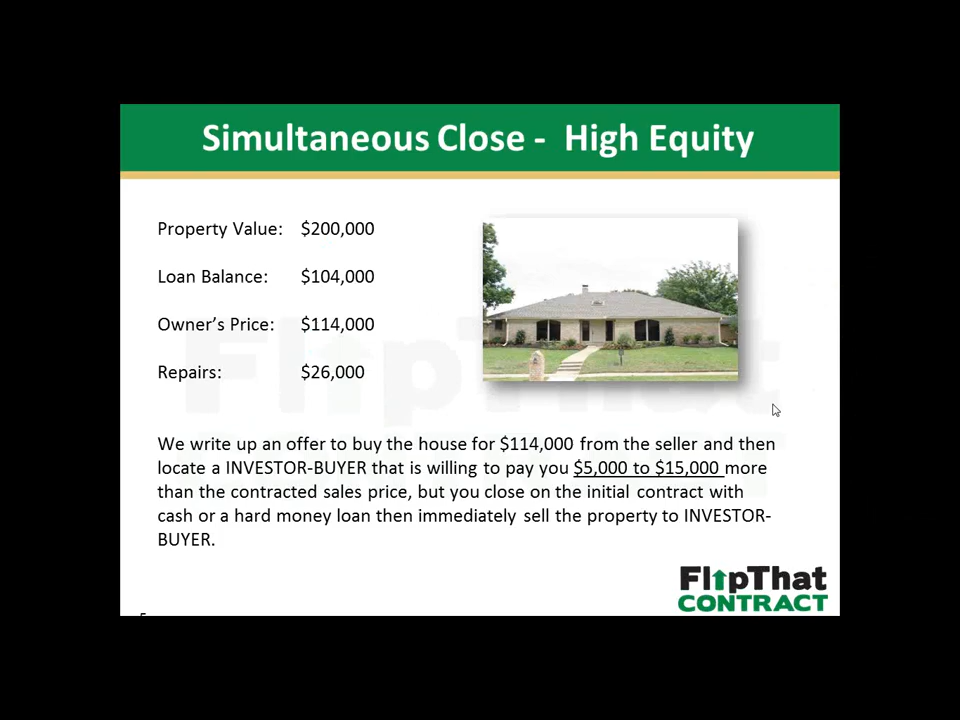 Simultaneous Close - High Equity
Property Value: $200,000
Loan Balance: $104,000
Owner’s Price: $114,000
Repairs: $26,000
We write up an offer to buy the house for $114,000 from the seller and then
locate a INVESTOR-BUYER that is willing to pay you $5,000 to $15,000 more
than the contracted sales price, but you close on the initial contract with
cash or a hard money loan then immediately sell the property to INVESTOR-
BUYER.
FlipThat
CONTRACT